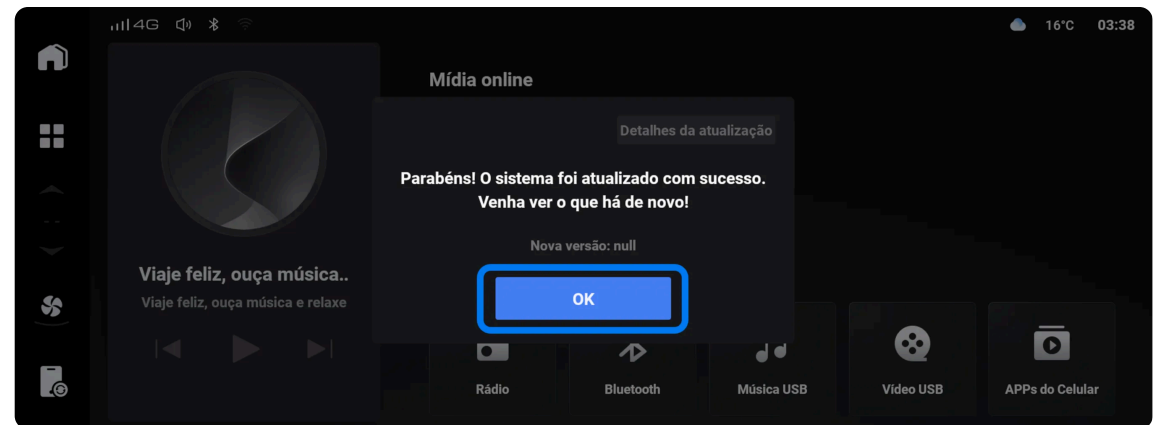 4G
16°C 03:38
Mídia online
Detalhes da atualização
Parabéns! O sistema foi atualizado com sucesso.
Venha ver o que há de novo!
Nova versão: null
OK
Viaje feliz, ouça música..
Viaje feliz, ouça música e relaxe
--
Rádio
Bluetooth
Música USB
Vídeo USB
APPs do Celular